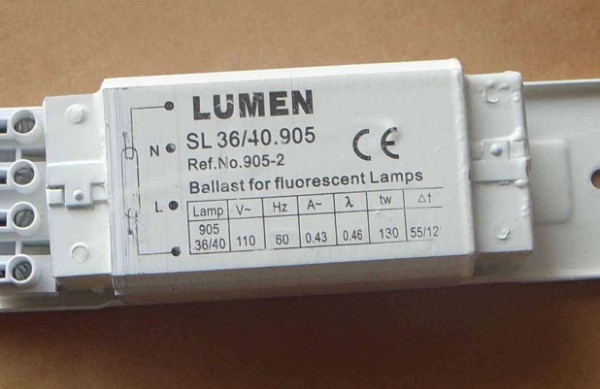 LUMEN
N SL 36/40.905
Ref.No.905-2
CE
Ballast for fluorescent Lamps
L
Lamp V~ Hz A~ λ tw Δt
905
36/40 110 60 0.43 0.46 130 55/12